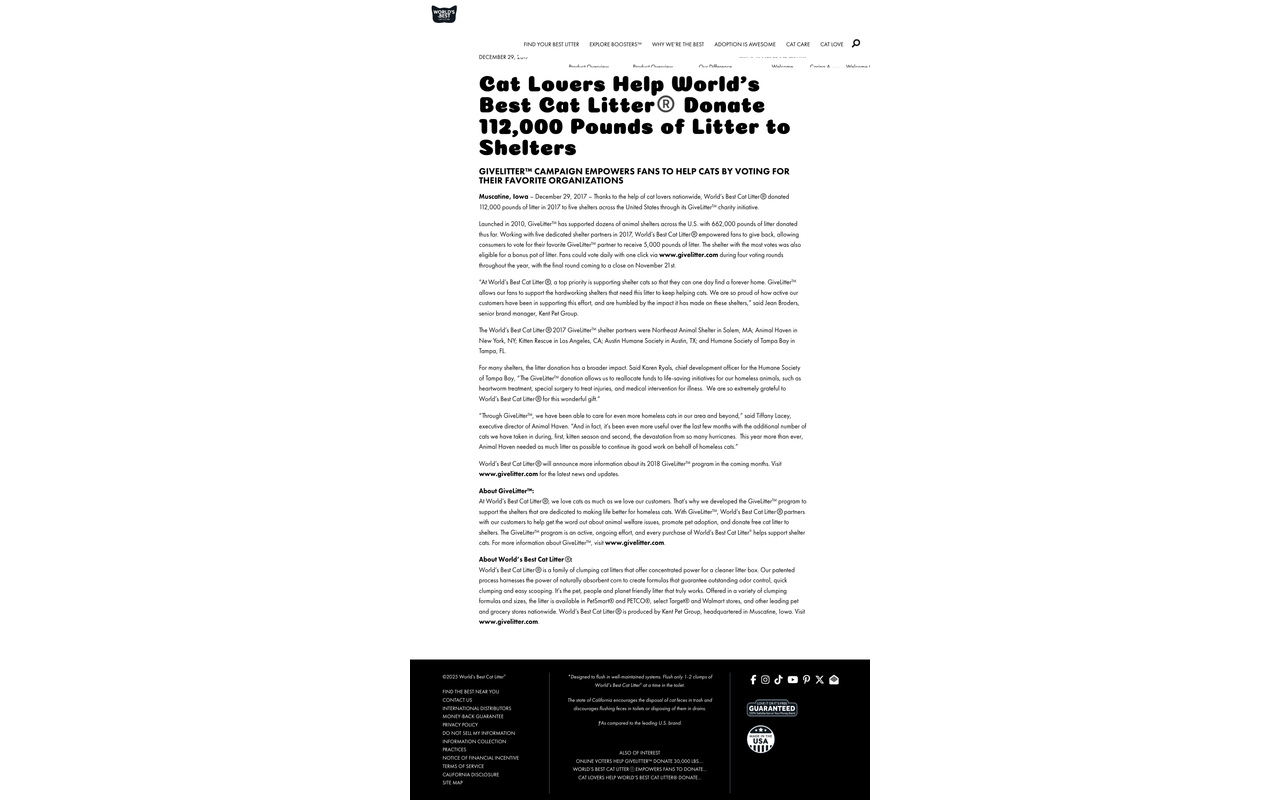 WORLD'S
BEST
FIND YOUR BEST LITTER EXPLORE BOOSTERS™ WHY WE'RE THE BEST ADOPTION IS AWESOME CAT CARE CAT LOVE
DECEMBER 29,
Product Overview Product Overview Our Difference Welcome
Cat Lovers Help World's
Best Cat Litter® Donate
112,000 Pounds of Litter to
Shelters
GIVELITTER™ CAMPAIGN EMPOWERS FANS TO HELP CATS BY VOTING FOR
THEIR FAVORITE ORGANIZATIONS
Muscatine, Iowa – December 29, 2017 – Thanks to the help of cat lovers nationwide, World's Best Cat Litter® donated
112,000 pounds of litter in 2017 to five shelters across the United States through its GiveLitter™ charity initiative.
Launched in 2010, GiveLitter™ has supported dozens of animal shelters across the U.S. with 662,000 pounds of litter donated
thus far. Working with five dedicated shelter partners in 2017, World's Best Cat Litter® empowered fans to give back, allowing
consumers to vote for their favorite GiveLitter™ partner to receive 5,000 pounds of litter. The shelter with the most votes was also
eligible for a bonus pot of litter. Fans could vote daily with one click via www.givelitter.com during four voting rounds
throughout the year, with the final round coming to a close on November 21st.
"At World's Best Cat Litter®, a top priority is supporting shelter cats so that they can one day find a forever home. GiveLitter™
allows our fans to support the hardworking shelters that need this litter to keep helping cats. We are so proud of how active our
customers have been in supporting this effort, and are humbled by the impact it has made on these shelters," said Jean Broders,
senior brand manager, Kent Pet Group.
The World's Best Cat Litter® 2017 GiveLitter™ shelter partners were Northeast Animal Shelter in Salem, MA; Animal Haven in
New York, NY; Kitten Rescue in Los Angeles, CA; Austin Humane Society in Austin, TX; and Humane Society of Tampa Bay in
Tampa, FL.
For many shelters, the litter donation has a broader impact. Said Karen Ryals, chief development officer for the Humane Society
of Tampa Bay, "The GiveLitter™ donation allows us to reallocate funds to life-saving initiatives for our homeless animals, such as
heartworm treatment, special surgery to treat injuries, and medical intervention for illness. We are so extremely grateful to
World's Best Cat Litter® for this wonderful gift."
"Through GiveLitter™, we have been able to care for even more homeless cats in our area and beyond," said Tiffany Lacey,
executive director of Animal Haven. "And in fact, it's been even more useful over the last few months with the additional number of
cats we have taken in during, first, kitten season and second, the devastation from so many hurricanes. This year more than ever,
Animal Haven needed as much litter as possible to continue its good work on behalf of homeless cats."
World's Best Cat Litter® will announce more information about its 2018 GiveLitter™ program in the coming months. Visit
www.givelitter.com for the latest news and updates.
About GiveLitter™:
At World's Best Cat Litter®, we love cats as much as we love our customers. That's why we developed the GiveLitter™ program to
support the shelters that are dedicated to making life better for homeless cats. With GiveLitter™, World's Best Cat Litter® partners
with our customers to help get the word out about animal welfare issues, promote pet adoption, and donate free cat litter to
shelters. The GiveLitter™ program is an active, ongoing effort, and every purchase of World's Best Cat Litter® helps support shelter
cats. For more information about GiveLitter™, visit www.givelitter.com.
About World's Best Cat Litter®:
World's Best Cat Litter® is a family of clumping cat litters that offer concentrated power for a cleaner litter box. Our patented
process harnesses the power of naturally absorbent corn to create formulas that guarantee outstanding odor control, quick
clumping and easy scooping. It's the pet, people and planet friendly litter that truly works. Offered in a variety of clumping
formulas and sizes, the litter is available in PetSmart® and PETCO®, select Target® and Walmart stores, and other leading pet
and grocery stores nationwide. World's Best Cat Litter® is produced by Kent Pet Group, headquartered in Muscatine, Iowa. Visit
www.givelitter.com.
©2025 World's Best Cat Litter®
FIND THE BEST NEAR YOU
CONTACT US
INTERNATIONAL DISTRIBUTORS
MONEY-BACK GUARANTEE
PRIVACY POLICY
DO NOT SELL MY INFORMATION
INFORMATION COLLECTION
PRACTICES
NOTICE OF FINANCIAL INCENTIVE
TERMS OF SERVICE
CALIFORNIA DISCLOSURE
SITE MAP
*Designed to flush in well-maintained systems. Flush only 1-2 clumps of
World's Best Cat Litter® at a time in the toilet.
The state of California encourages the disposal of cat feces in trash and
discourages flushing feces in toilets or disposing of them in drains.
‡As compared to the leading U.S. brand.
ALSO OF INTEREST
ONLINE VOTERS HELP GIVELITTER™ DONATE 30,000 LBS...
WORLD'S BEST CAT LITTER® EMPOWERS FANS TO DONATE...
CAT LOVERS HELP WORLD'S BEST CAT LITTER® DONATE...
GUARANTEED
MADE IN THE
USA